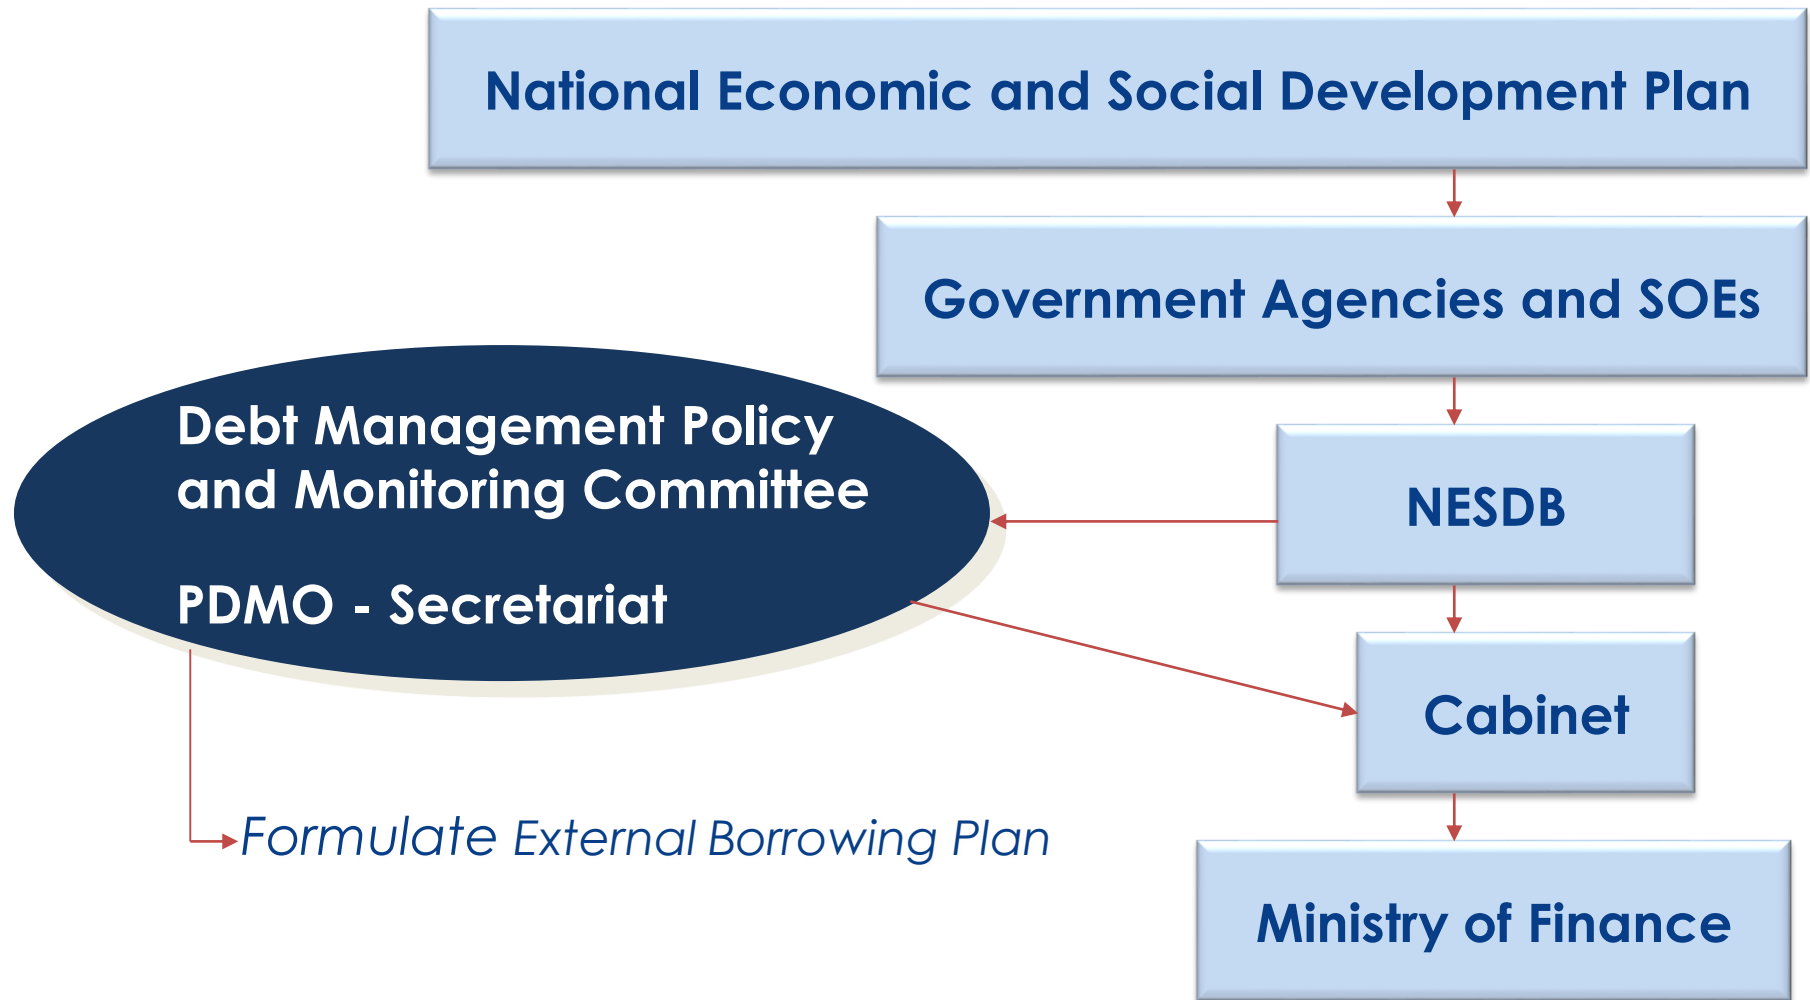 National Economic and Social Development Plan
Government Agencies and SOEs
Debt Management Policy
and Monitoring Committee
PDMO - Secretariat
NESDB
Cabinet
Formulate External Borrowing Plan
Ministry of Finance